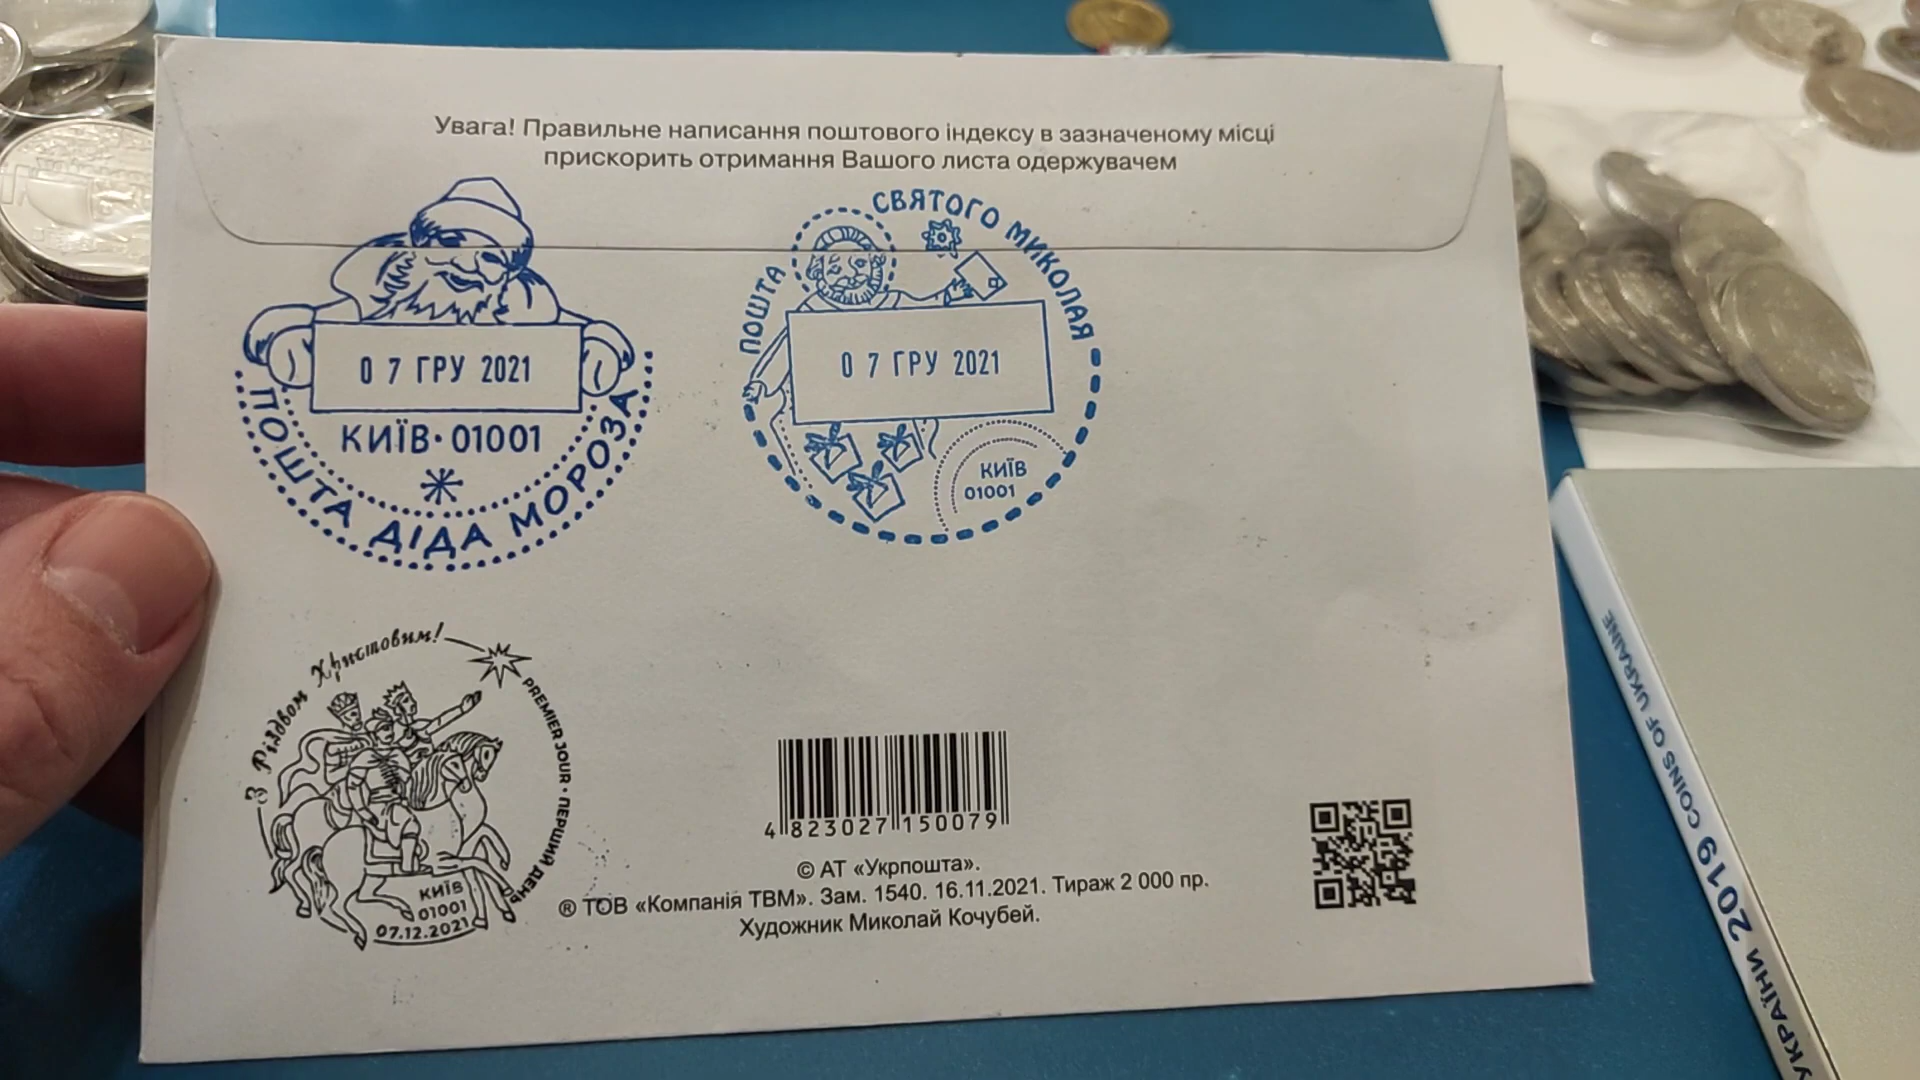 Увага! Правильне написання поштового індексу в зазначеному місці
прискорить отримання Вашого листа одержувачем
0 7 ГРУ 2021
КИЇВ · 01001
ПОШТА ДІДА МОРОЗА
ПОШТА СВЯТОГО МИКОЛАЯ
0 7 ГРУ 2021
КИЇВ
01001
З Різдвом Христовим!
PREMIER JOUR · ПЕРШИЙ ДЕНЬ
КИЇВ
01001
07.12.2021
4 823027 150079
© АТ «Укрпошта».
® ТОВ «Компанія ТВМ». Зам. 1540. 16.11.2021. Тираж 2 000 пр.
Художник Миколай Кочубей.
УКРАЇНИ 2019 COINS OF UKRAINE